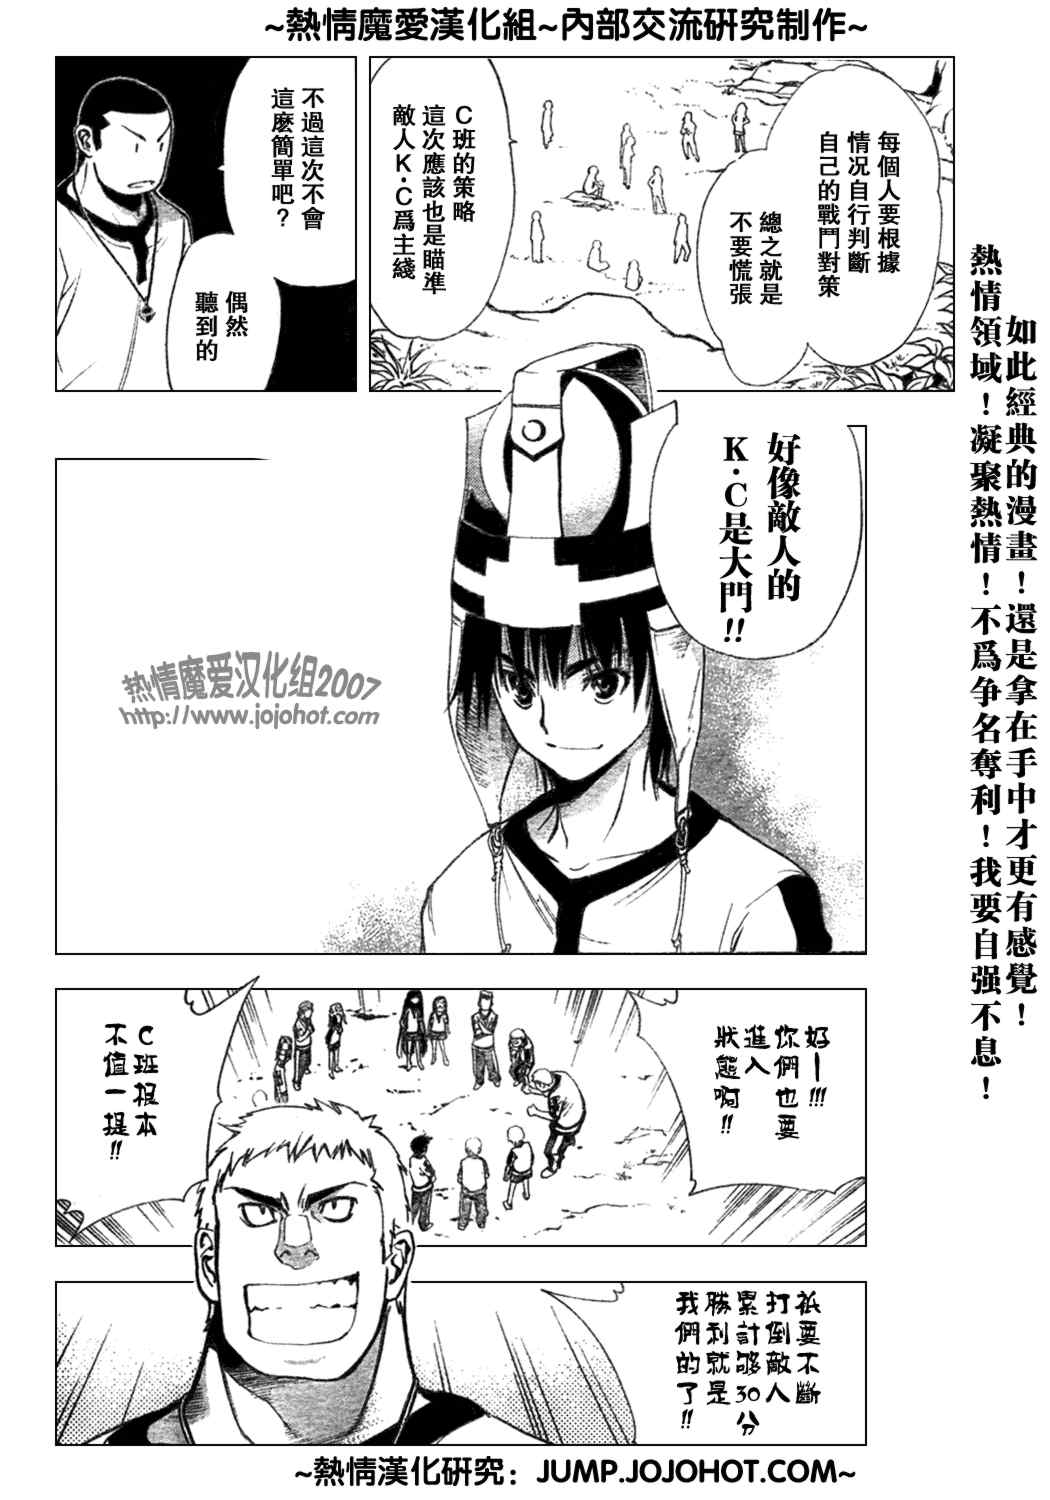 ~熱情魔愛漢化組~內部交流研究制作~
每個人要根據
情況自行判斷
自己的戰鬥對策
總之就是
不要慌張
C班的策略
這次應該也是瞄準
敵人K·C爲主綫
不過這次不會
這麼簡單吧?
偶然
聽到的
如此經典的漫畫!還是拿在手中才更有感覺!
熱情領域!凝聚熱情!不爲争名奪利!我要自强不息!
好像敵人的
K·C是大門!!
熱情魔爱汉化组2007
http://www.jojohot.com
好一!!!
你們也要
進入
狀態啊!!
C班根本
不值一提!!
祇要不斷
打倒敵人
累計够30分
勝利就是
我們的了!!
~熱情漢化研究：JUMP.JOJOHOT.COM~